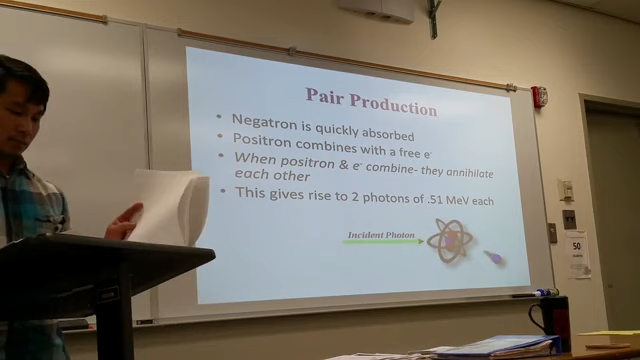 Pair Production
• Negatron is quickly absorbed
• Positron combines with a free e-
• When positron & e- combine- they annihilate
each other
• This gives rise to 2 photons of .51 MeV each
Incident Photon
50